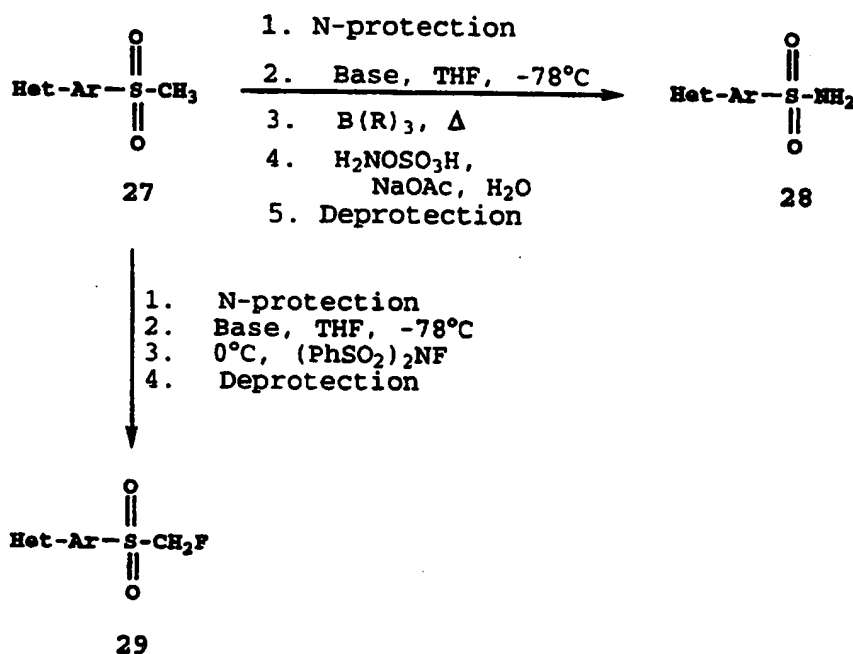 1. N-protection
2. Base, THF, -78°C
3. B(R)3, Δ
4. H2NOSO3H,
NaOAc, H2O
5. Deprotection
O
Het-Ar-S-CH3
O
27
O
Het-Ar-S-NH2
O
28
1. N-protection
2. Base, THF, -78°C
3. 0°C, (PhSO2)2NF
4. Deprotection
O
Het-Ar-S-CH2F
O
29